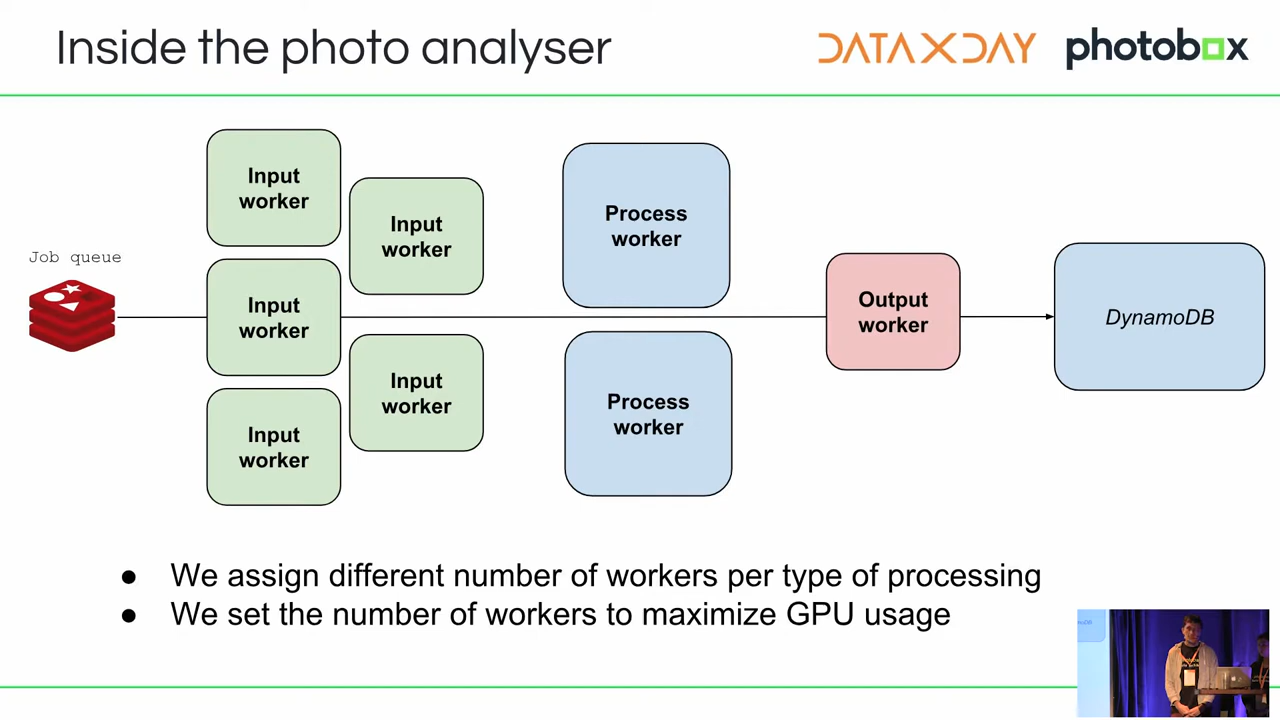 Inside the photo analyser
DATAXDAY
photobox
Job queue
Input
worker
Input
worker
Input
worker
Input
worker
Input
worker
Process
worker
Process
worker
Output
worker
DynamoDB
● We assign different number of workers per type of processing
● We set the number of workers to maximize GPU usage